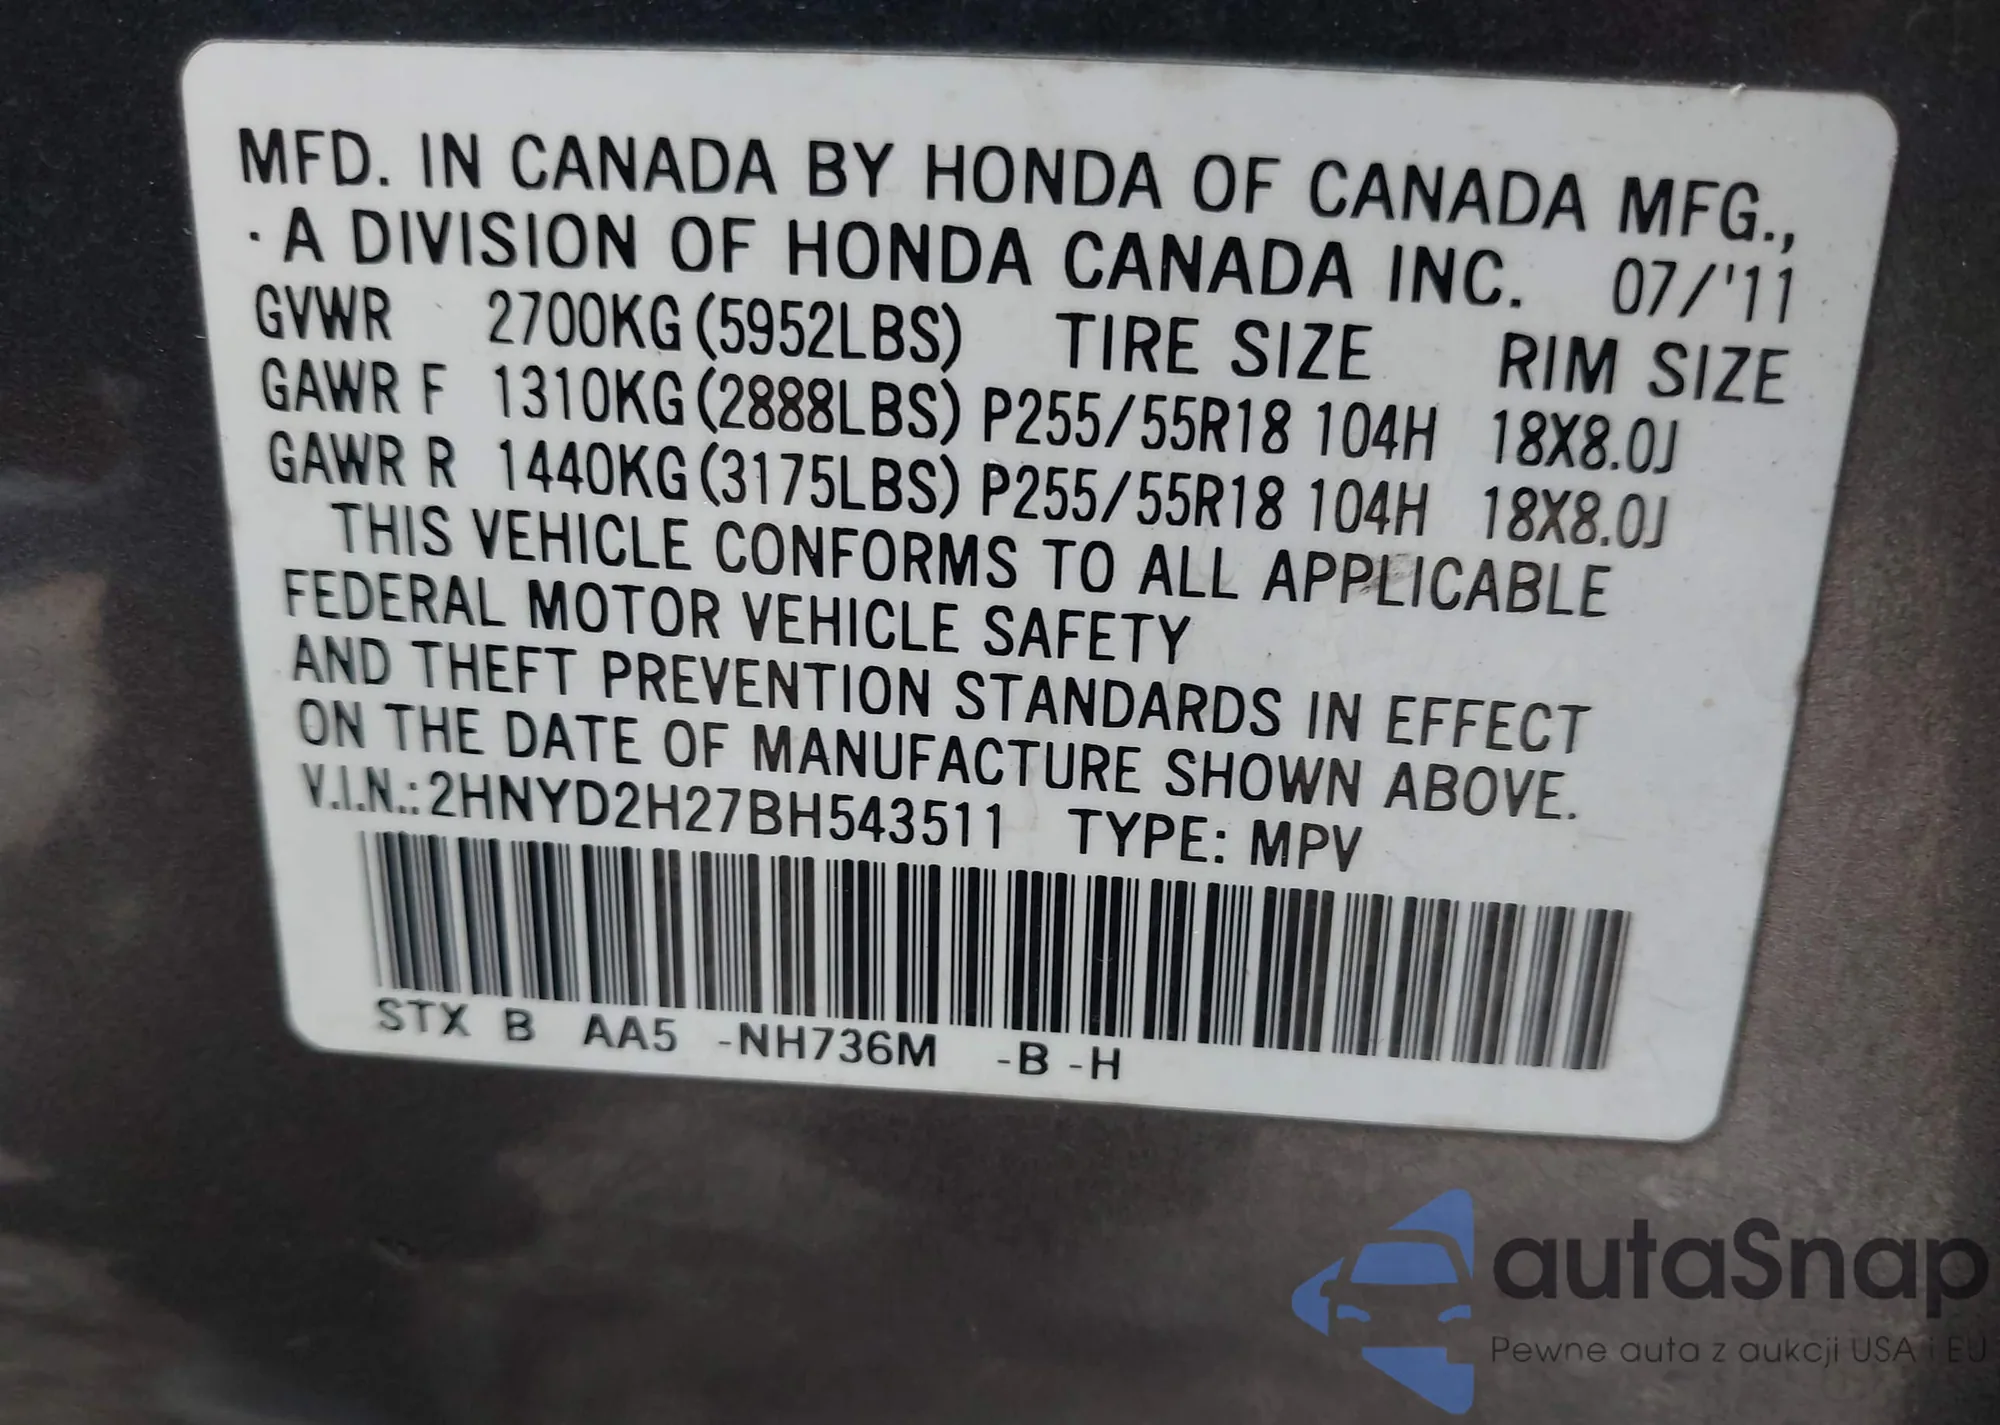 MFD. IN CANADA BY HONDA OF CANADA MFG.,
· A DIVISION OF HONDA CANADA INC. 07/'11
GVWR 2700KG (5952LBS) TIRE SIZE RIM SIZE
GAWR F 1310KG (2888LBS) P255/55R18 104H 18X8.0J
GAWR R 1440KG (3175LBS) P255/55R18 104H 18X8.0J
THIS VEHICLE CONFORMS TO ALL APPLICABLE
FEDERAL MOTOR VEHICLE SAFETY
AND THEFT PREVENTION STANDARDS IN EFFECT
ON THE DATE OF MANUFACTURE SHOWN ABOVE.
V.I.N.: 2HNYD2H27BH543511 TYPE: MPV
STX B AA5 -NH736M -B -H
autaSnap
Pewne auta z aukcji USA i EU